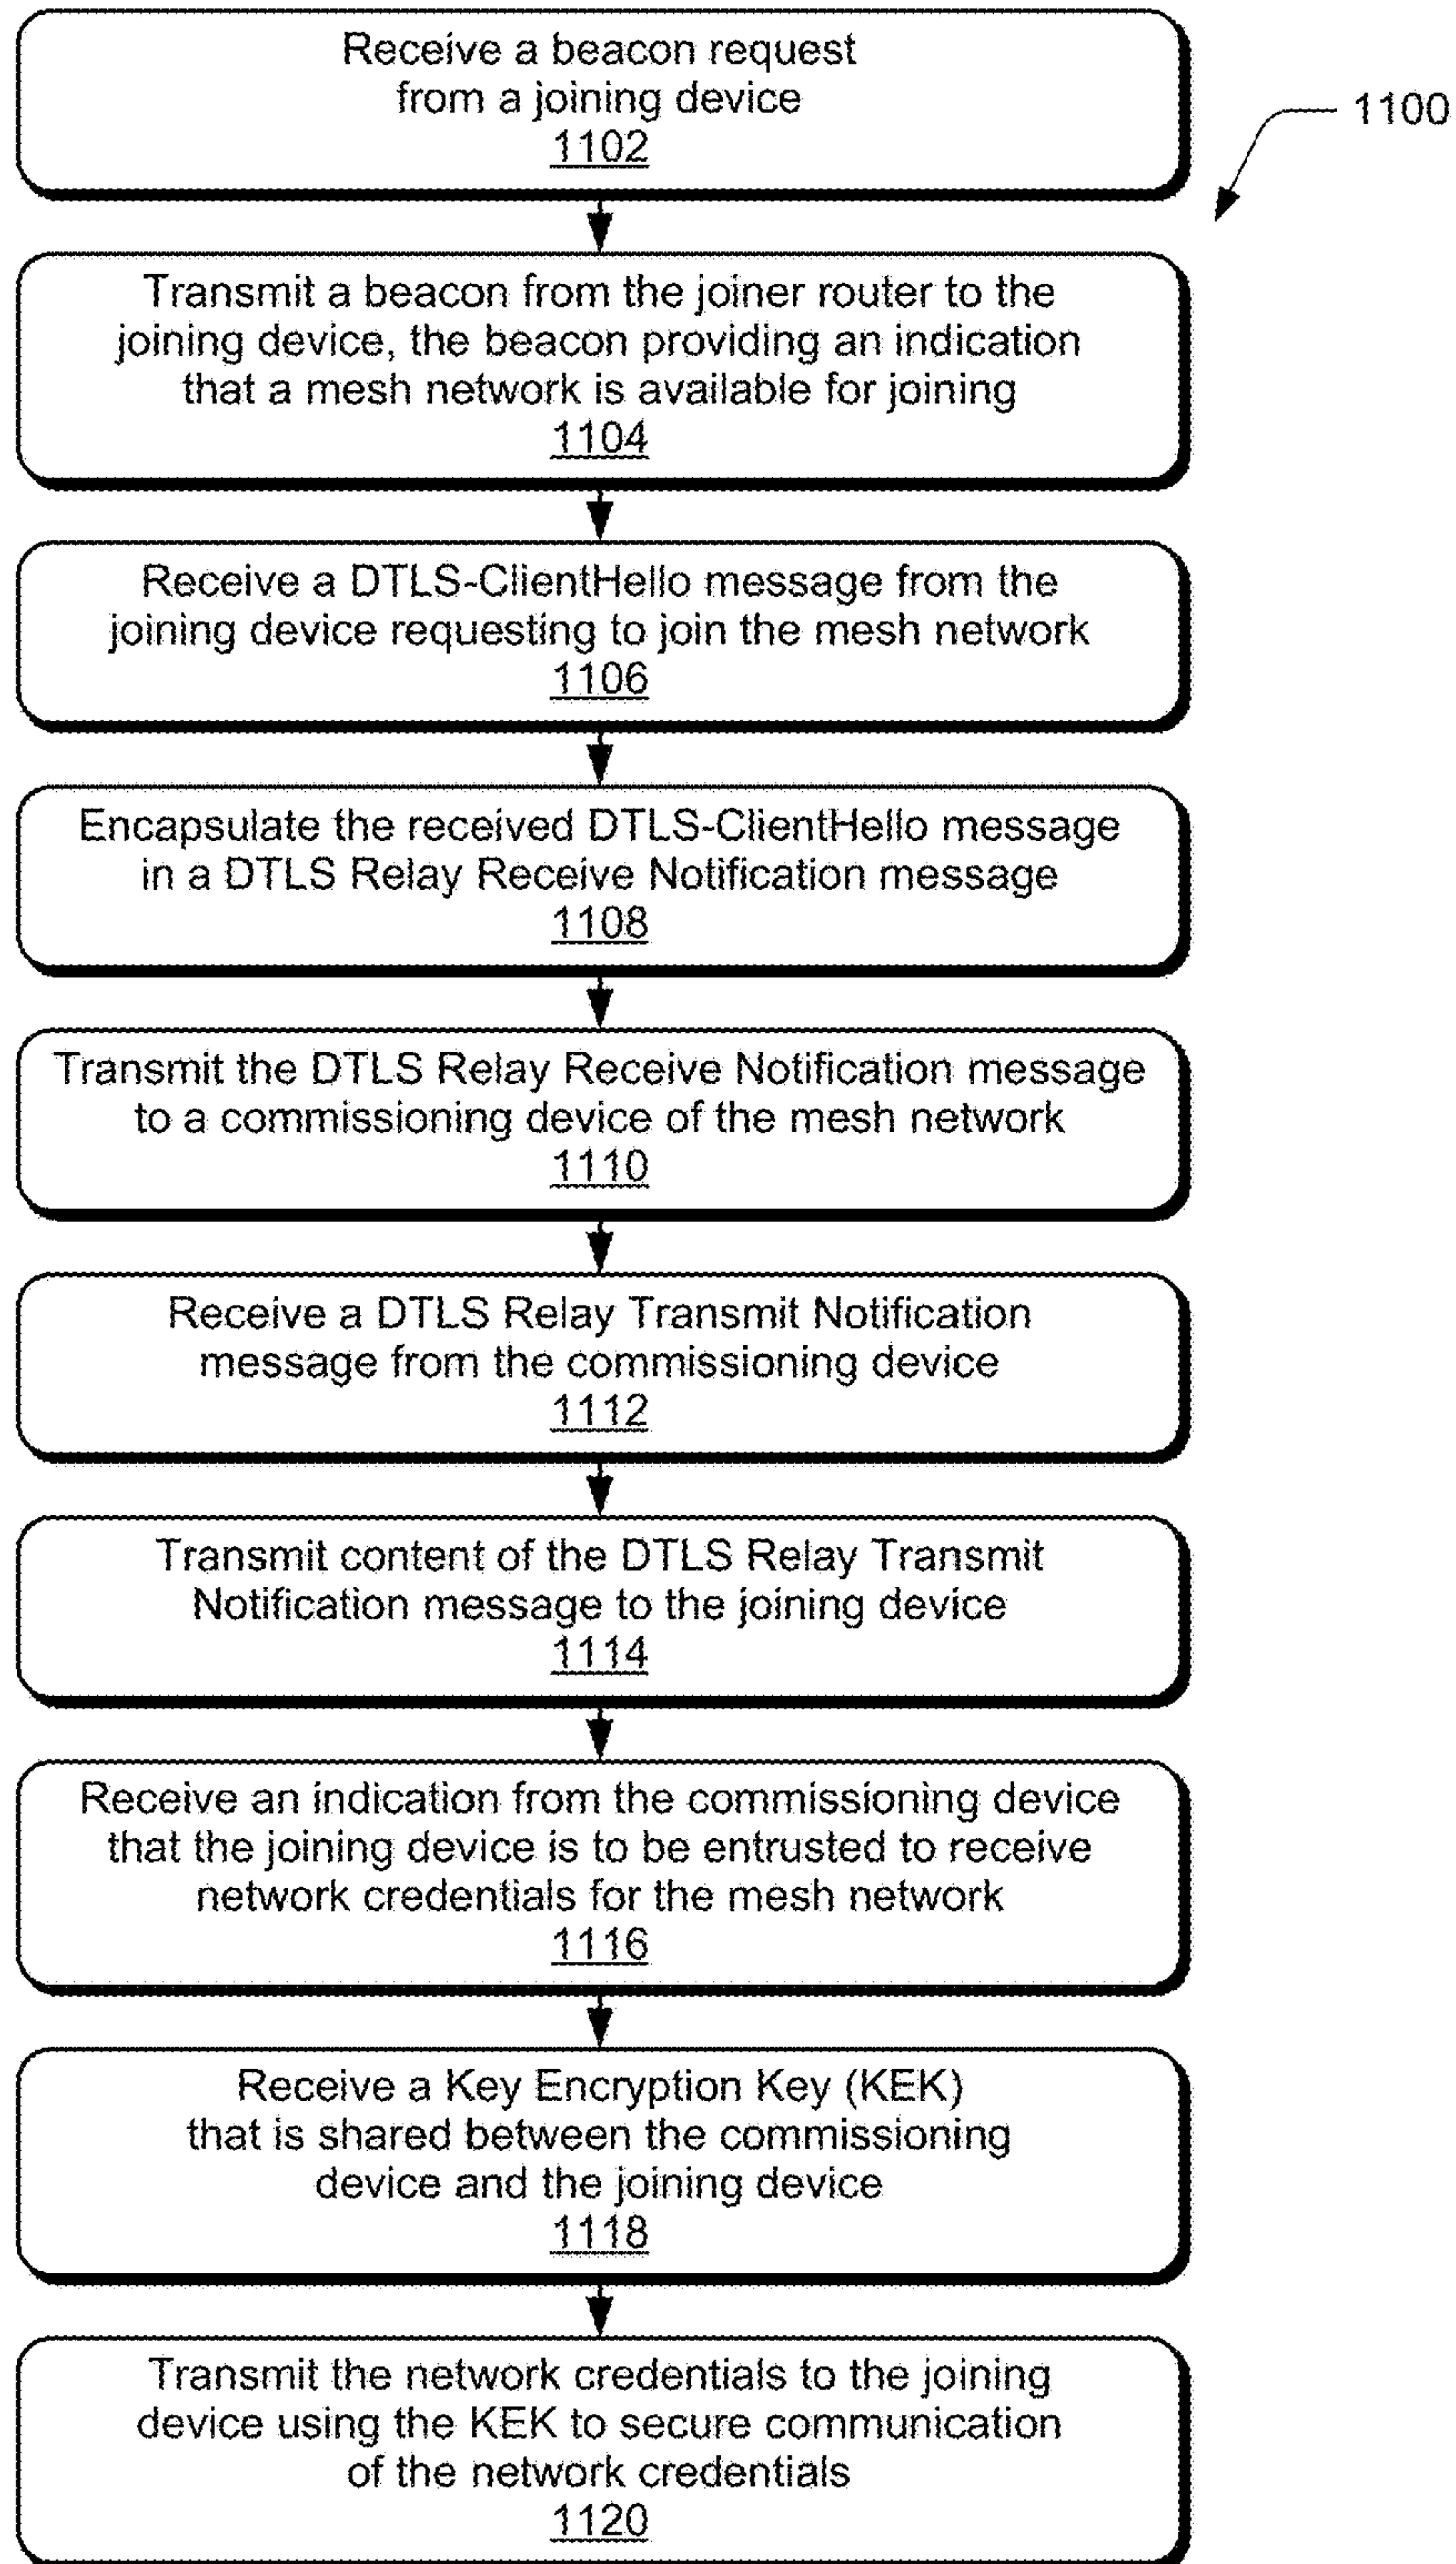 Receive a beacon request
from a joining device
1102
1100
Transmit a beacon from the joiner router to the
joining device, the beacon providing an indication
that a mesh network is available for joining
1104
Receive a DTLS-ClientHello message from the
joining device requesting to join the mesh network
1106
Encapsulate the received DTLS-ClientHello message
in a DTLS Relay Receive Notification message
1108
Transmit the DTLS Relay Receive Notification message
to a commissioning device of the mesh network
1110
Receive a DTLS Relay Transmit Notification
message from the commissioning device
1112
Transmit content of the DTLS Relay Transmit
Notification message to the joining device
1114
Receive an indication from the commissioning device
that the joining device is to be entrusted to receive
network credentials for the mesh network
1116
Receive a Key Encryption Key (KEK)
that is shared between the commissioning
device and the joining device
1118
Transmit the network credentials to the joining
device using the KEK to secure communication
of the network credentials
1120